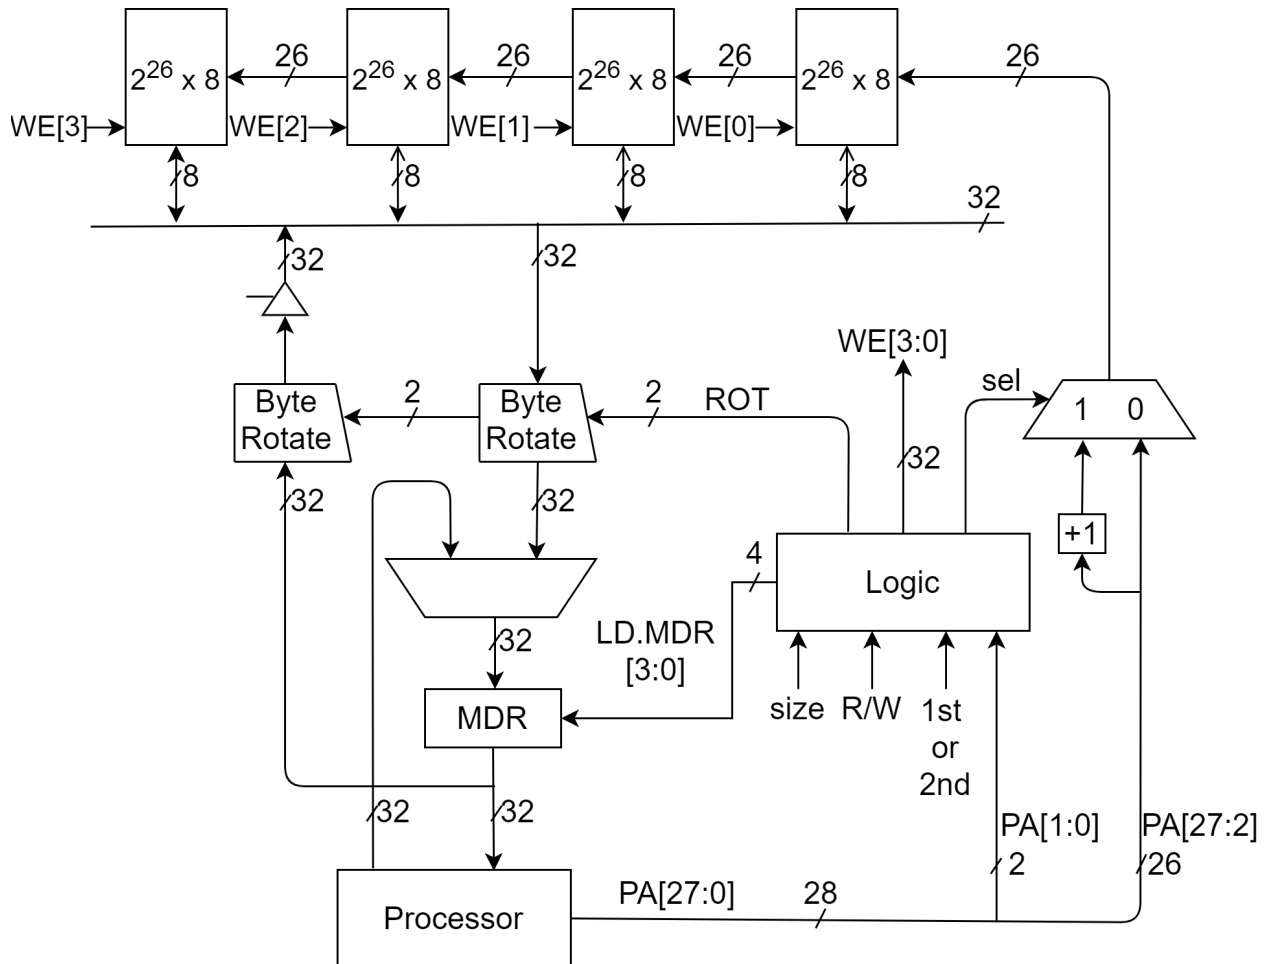 26 26 26 26
2^26 x 8 2^26 x 8 2^26 x 8 2^26 x 8
WE[3] WE[2] WE[1] WE[0]
8 8 8 8
32
32 32
WE[3:0]
Byte
Rotate
2
Byte
Rotate
2 ROT
sel
1 0
32
32 32
+1
4
Logic
LD.MDR
[3:0]
32
size R/W 1st
or
2nd
MDR
32 32
PA[1:0] PA[27:2]
2 26
PA[27:0] 28
Processor